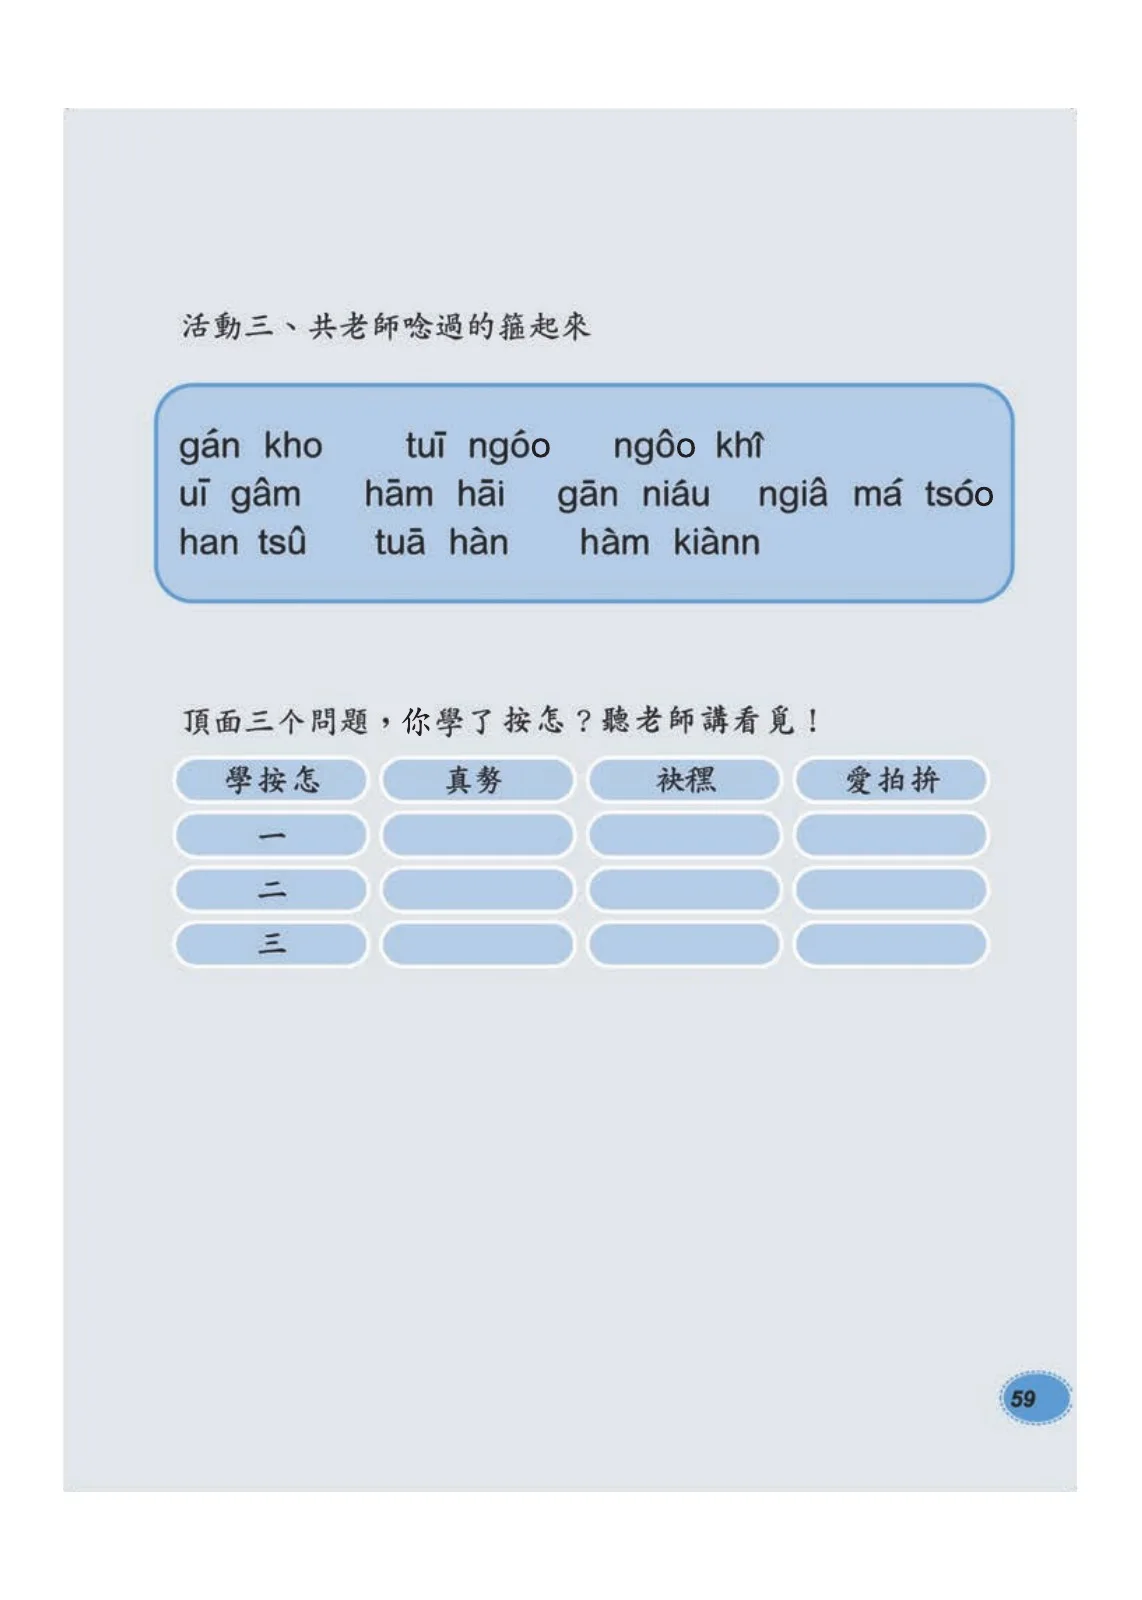 活動三、共老師唸過的箍起來
gán kho tuī ngóo ngôo khî
uī gâm hām hāi gān niáu ngiâ má tsóo
han tsû tuā hàn hàm kiànn
頂面三个問題，你學了按怎？聽老師講看覓！
學按怎 真勢 袂䆀 愛拍拚
一
二
三
59